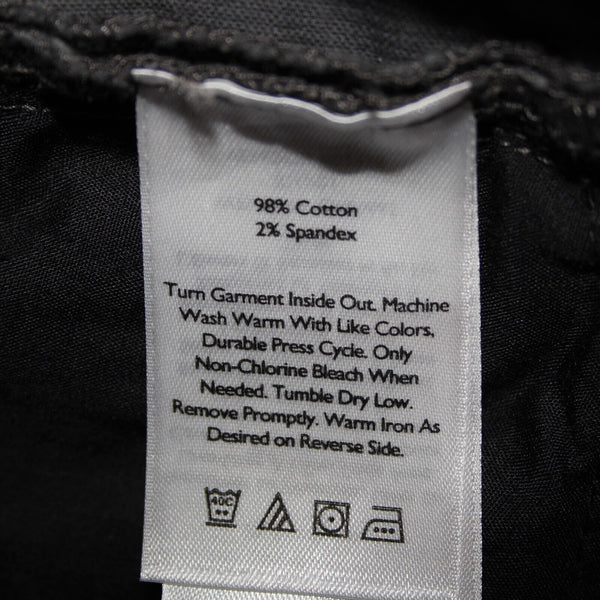 98% Cotton
2% Spandex
Turn Garment Inside Out. Machine
Wash Warm With Like Colors,
Durable Press Cycle. Only
Non-Chlorine Bleach When
Needed. Tumble Dry Low.
Remove Promptly. Warm Iron As
Desired on Reverse Side.
40C